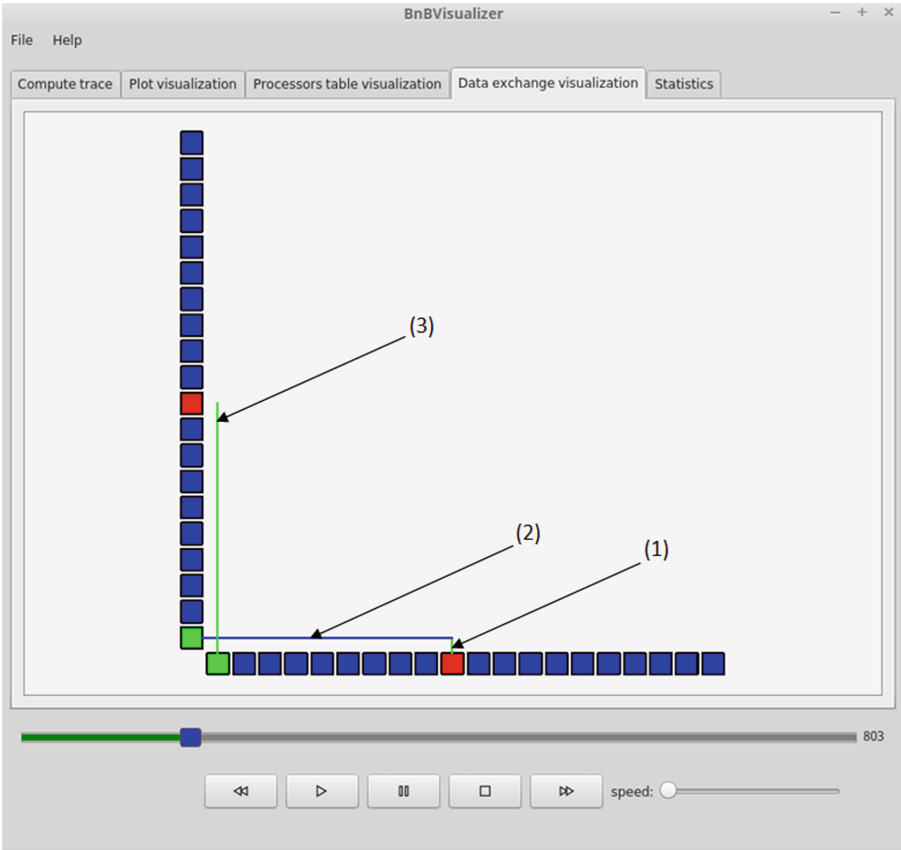 BnBVisualizer
File Help
Compute trace Plot visualization Processors table visualization Data exchange visualization Statistics
(3)
(2)
(1)
803
speed: